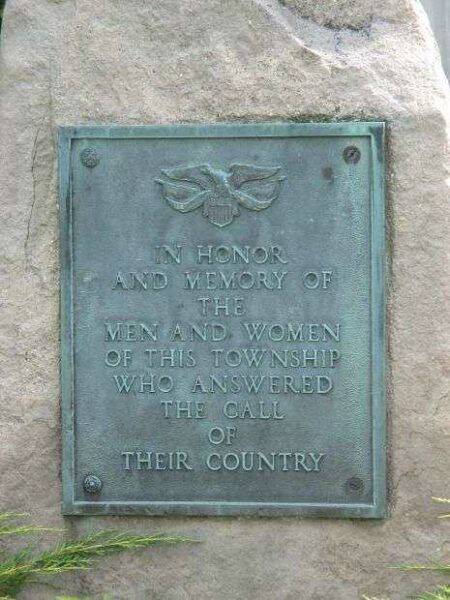 IN HONOR
AND MEMORY OF
THE
MEN AND WOMEN
OF THIS TOWNSHIP
WHO ANSWERED
THE CALL
OF
THEIR COUNTRY